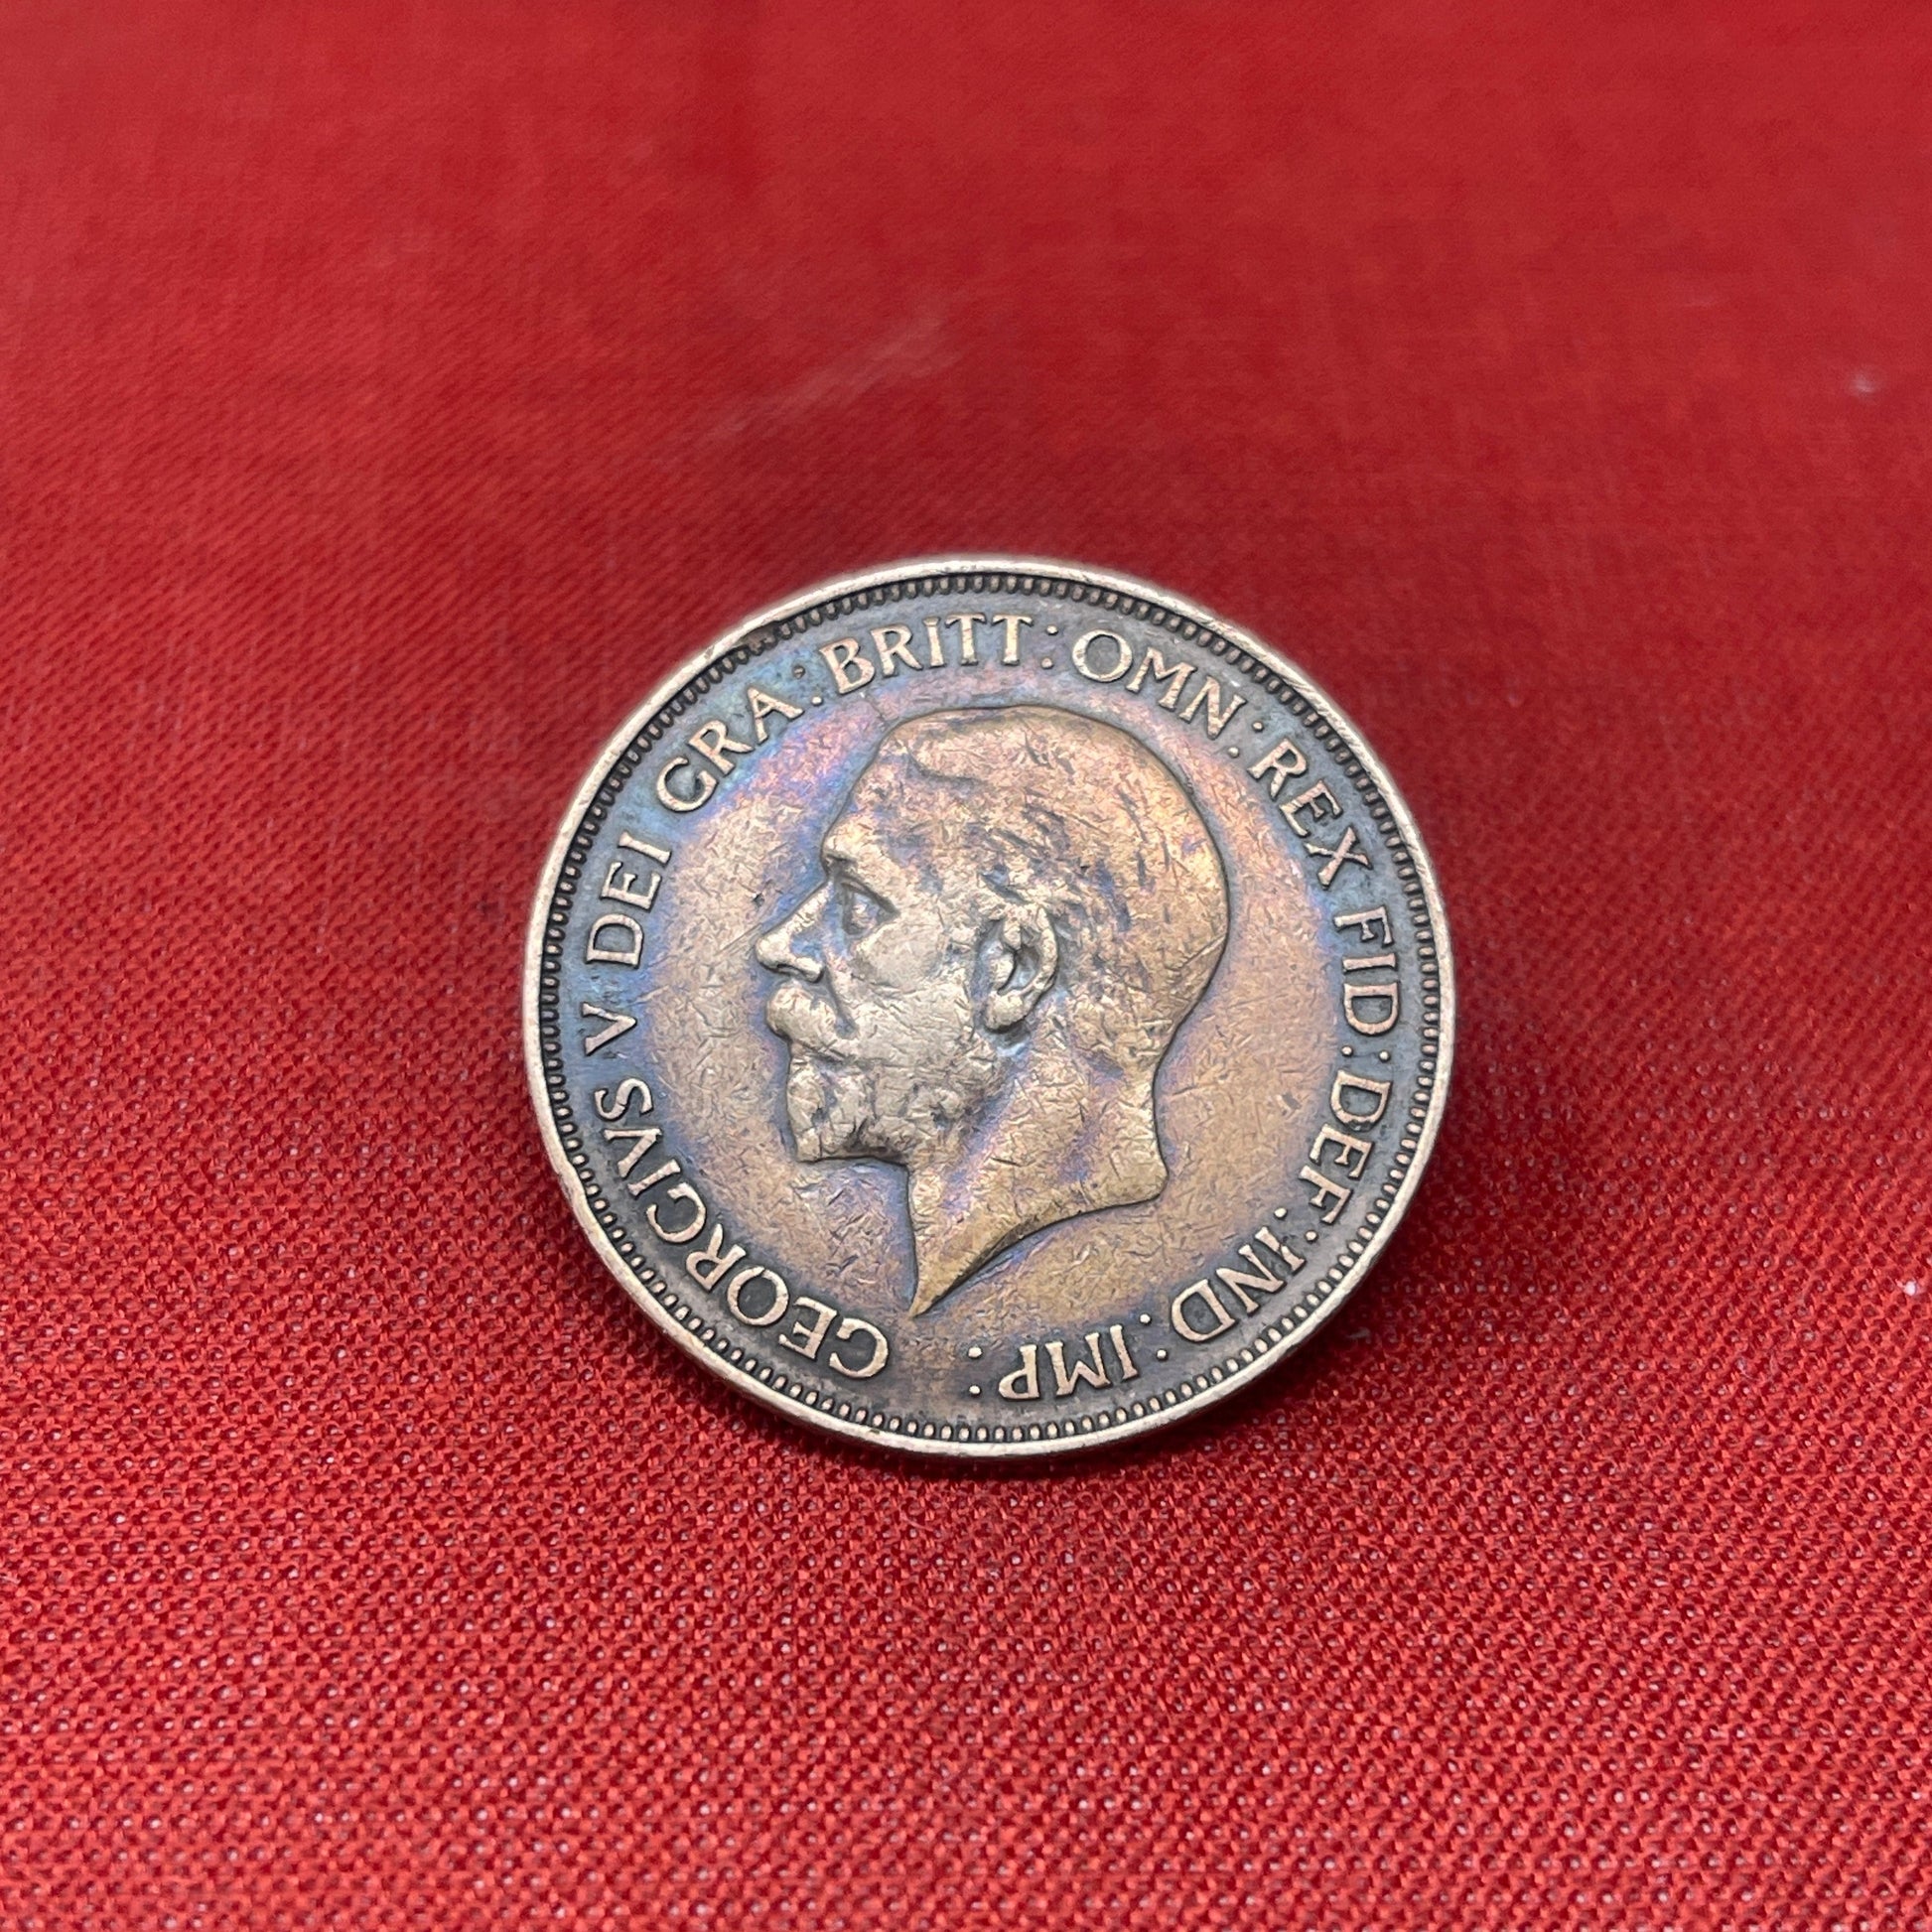 GEORGIVS V DEI GRA: BRITT: OMN: REX FID: DEF: IND: IMP: